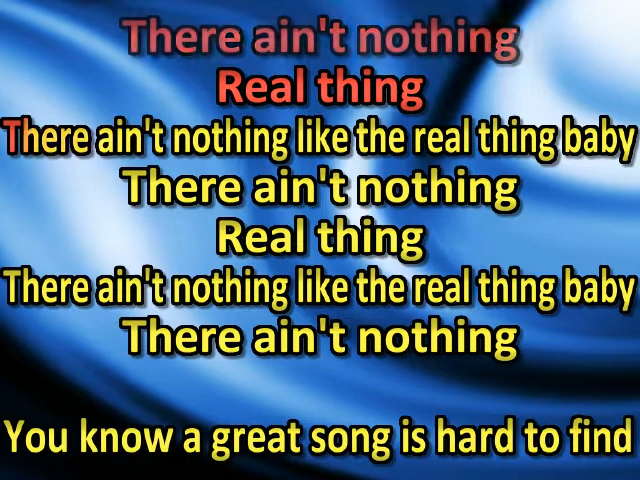 There ain't nothing
Real thing
There ain't nothing like the real thing baby
There ain't nothing
Real thing
There ain't nothing like the real thing baby
There ain't nothing
You know a great song is hard to find